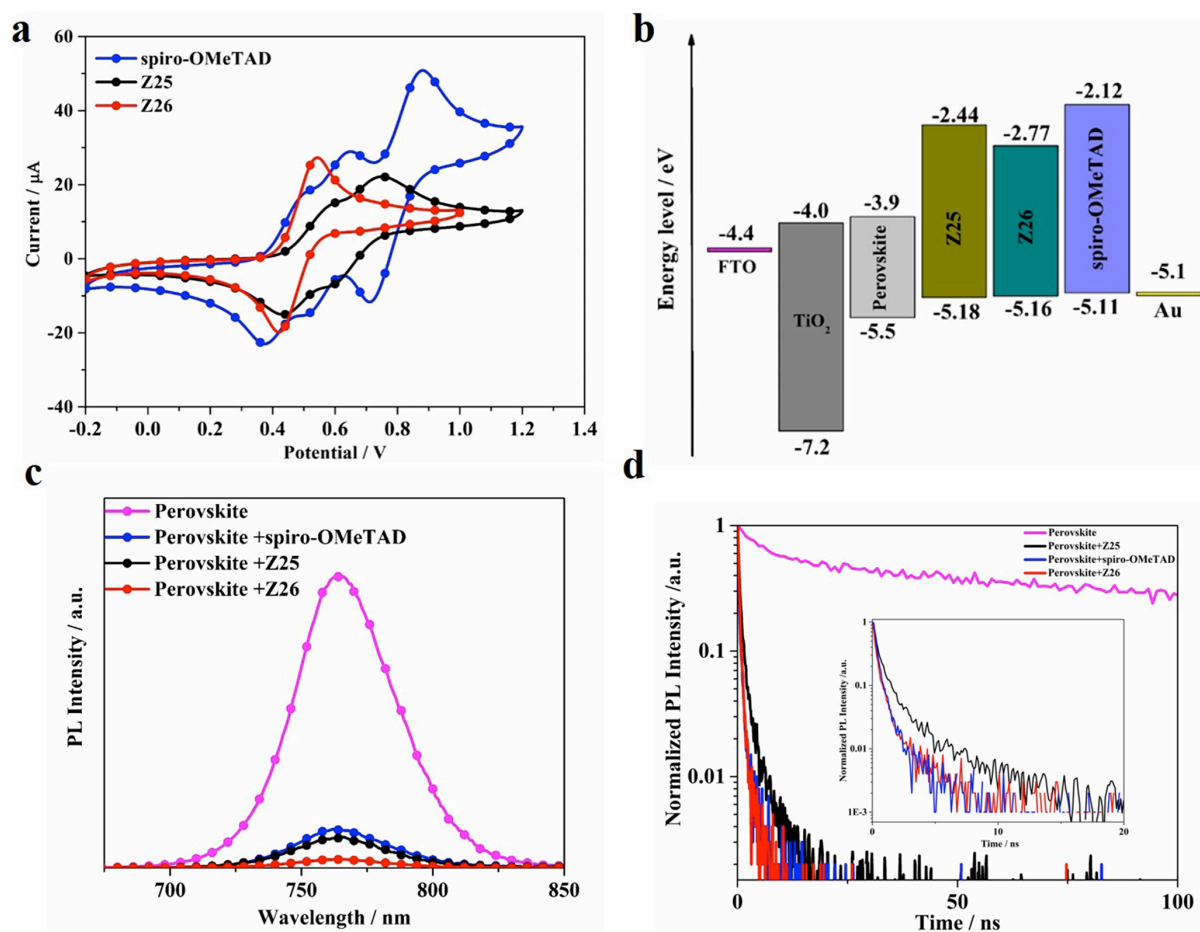 a
60
40
20
0
-20
-40
Current / μA
spiro-OMeTAD
Z25
Z26
-0.2 0.0 0.2 0.4 0.6 0.8 1.0 1.2 1.4
Potential / V
b
Energy level / eV
-4.4
FTO
-4.0
TiO₂
-7.2
-3.9
Perovskite
-5.5
-2.44
Z25
-5.18
-2.77
Z26
-5.16
-2.12
spiro-OMeTAD
-5.11
-5.1
Au
c
PL Intensity / a.u.
Perovskite
Perovskite +spiro-OMeTAD
Perovskite +Z25
Perovskite +Z26
700 750 800 850
Wavelength / nm
d
Normalized PL Intensity /a.u.
1
0.1
0.01
Perovskite
Perovskite+Z25
Perovskite+spiro-OMeTAD
Perovskite+Z26
Normalized PL Intensity /a.u.
1
0.1
0.01
1E-3
0 10 20
Time / ns
0 50 100
Time / ns